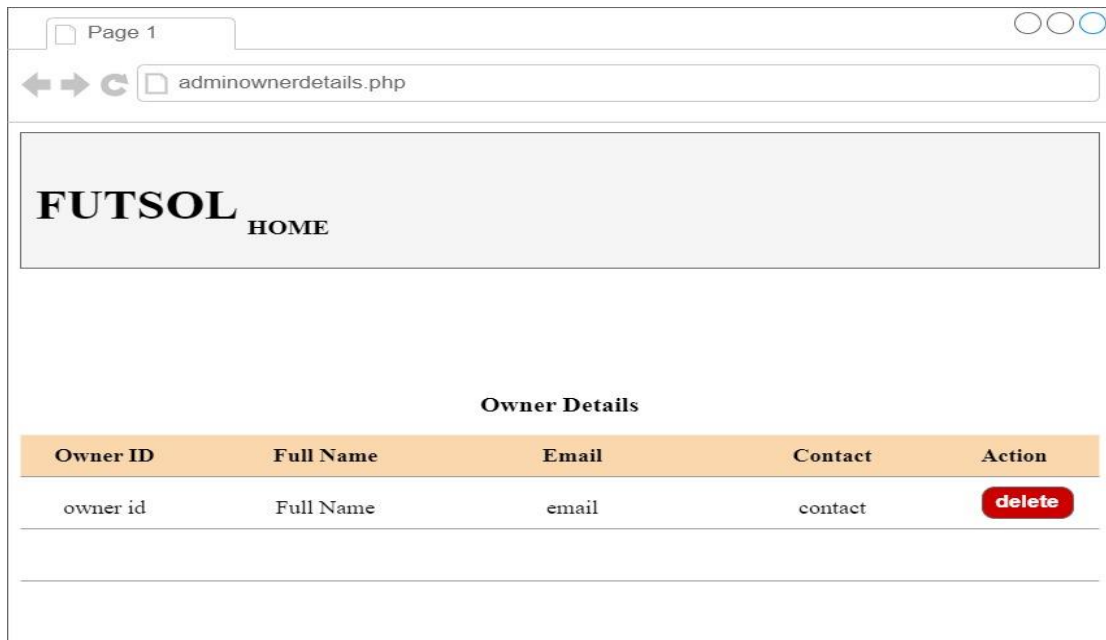 Page 1
adminownerdetails.php
FUTSOL HOME
Owner Details
Owner ID Full Name Email Contact Action
owner id Full Name email contact delete